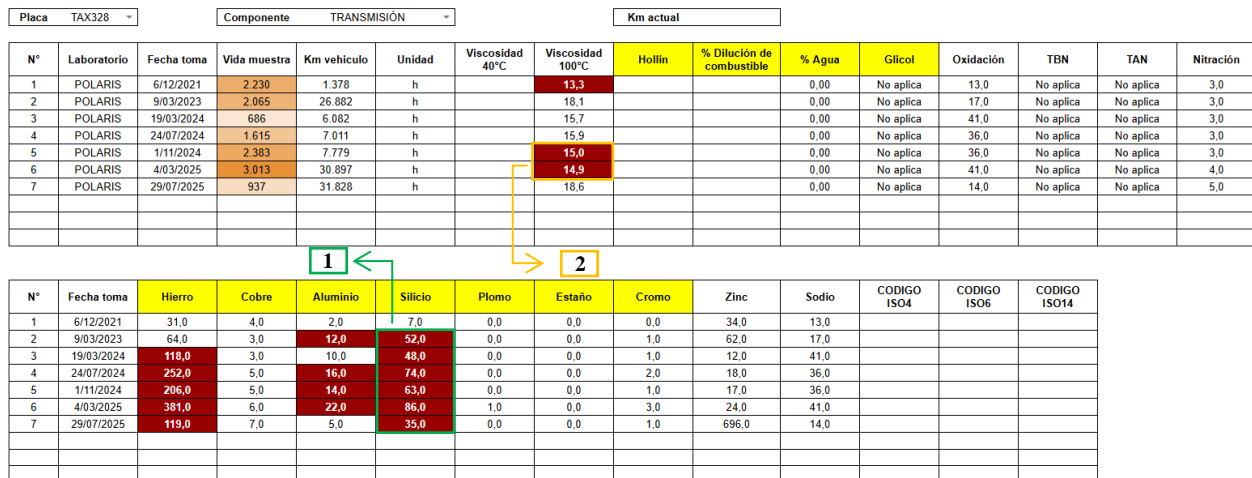 Placa TAX328 Componente TRANSMISIÓN Km actual
N° Laboratorio Fecha toma Vida muestra Km vehiculo Unidad Viscosidad 40°C Viscosidad 100°C Hollin % Dilución de combustible % Agua Glicol Oxidación TBN TAN Nitración
1 POLARIS 6/12/2021 2.230 1.378 h 13,3 0,00 No aplica 13,0 No aplica No aplica 3,0
2 POLARIS 9/03/2023 2.065 26.882 h 18,1 0,00 No aplica 17,0 No aplica No aplica 3,0
3 POLARIS 19/03/2024 686 6.082 h 15,7 0,00 No aplica 41,0 No aplica No aplica 3,0
4 POLARIS 24/07/2024 1.615 7.011 h 15,9 0,00 No aplica 36,0 No aplica No aplica 3,0
5 POLARIS 1/11/2024 2.383 7.779 h 15,0 0,00 No aplica 36,0 No aplica No aplica 3,0
6 POLARIS 4/03/2025 3.013 30.897 h 14,9 0,00 No aplica 41,0 No aplica No aplica 4,0
7 POLARIS 29/07/2025 937 31.828 h 18,6 0,00 No aplica 14,0 No aplica No aplica 5,0
1 2
N° Fecha toma Hierro Cobre Aluminio Silicio Plomo Estaño Cromo Zinc Sodio CODIGO ISO4 CODIGO ISO6 CODIGO ISO14
1 6/12/2021 31,0 4,0 2,0 7,0 0,0 0,0 0,0 34,0 13,0
2 9/03/2023 64,0 3,0 12,0 52,0 0,0 0,0 1,0 62,0 17,0
3 19/03/2024 118,0 3,0 10,0 48,0 0,0 0,0 1,0 12,0 41,0
4 24/07/2024 252,0 5,0 16,0 74,0 0,0 0,0 2,0 18,0 36,0
5 1/11/2024 206,0 5,0 14,0 63,0 0,0 0,0 1,0 17,0 36,0
6 4/03/2025 381,0 6,0 22,0 86,0 1,0 0,0 3,0 24,0 41,0
7 29/07/2025 119,0 7,0 5,0 35,0 0,0 0,0 1,0 696,0 14,0